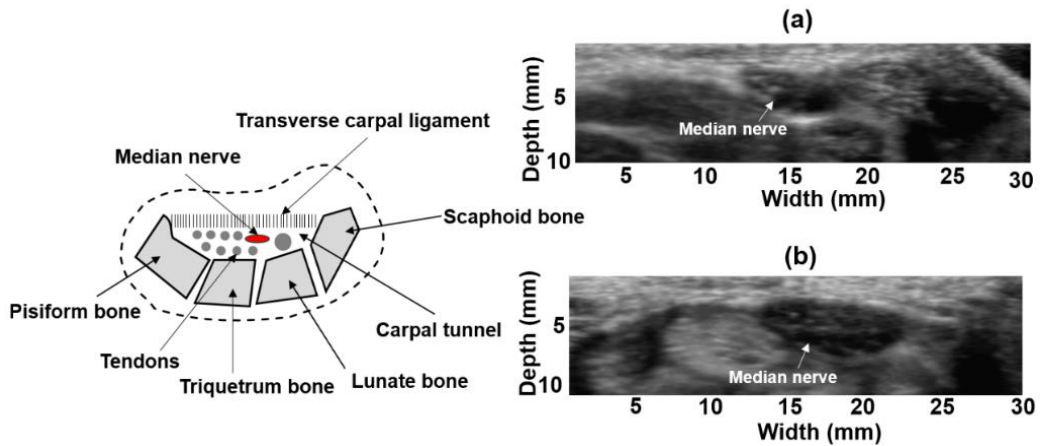 Transverse carpal ligament
Median nerve
Scaphoid bone
Pisiform bone
Carpal tunnel
Tendons
Lunate bone
Triquetrum bone
(a)
Depth (mm)
5
10
Median nerve
5 10 15 20 25 30
Width (mm)
(b)
Depth (mm)
5
10
Median nerve
5 10 15 20 25 30
Width (mm)